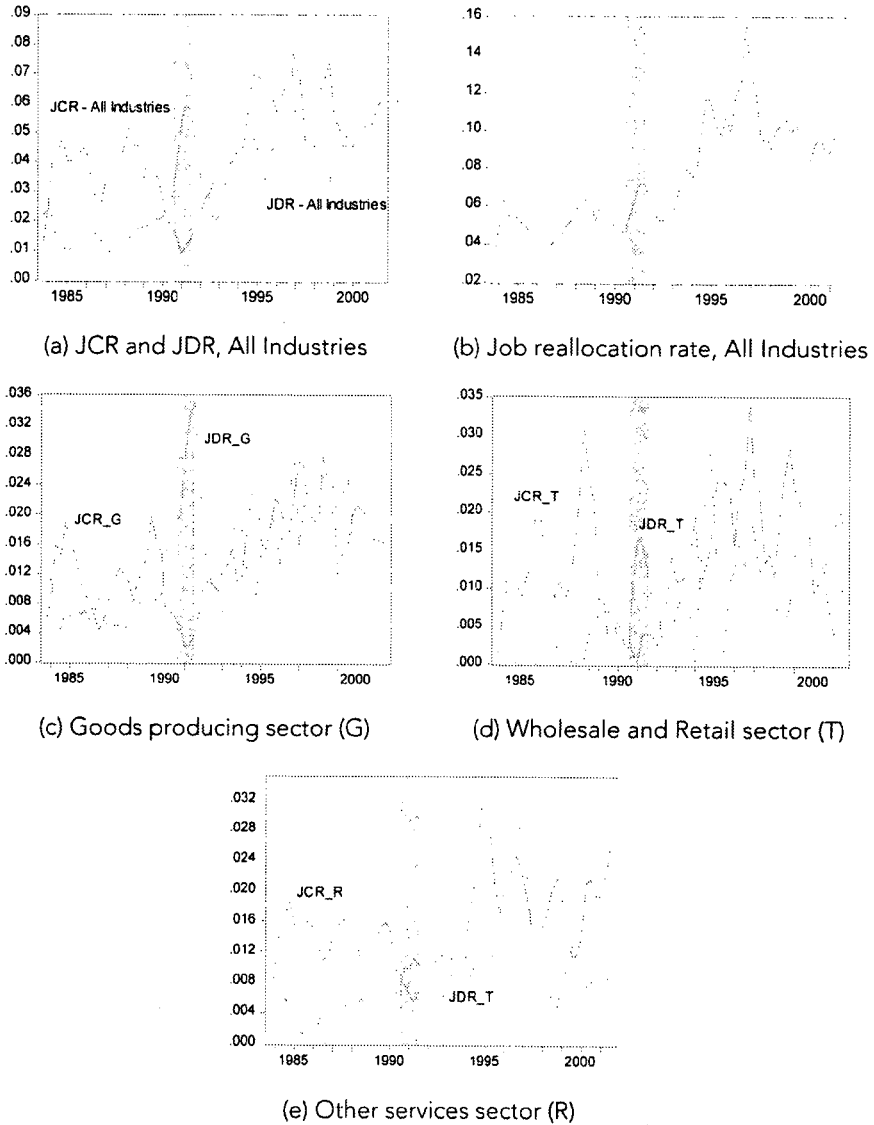 .09
.08
.07
.06
.05
.04
.03
.02
.01
.00
JCR - All Industries
JDR - All Industries
1985 1990 1995 2000
(a) JCR and JDR, All Industries
.16
14
12
.10
.08
.06
04
02
1985 1990 1995 2000
(b) Job reallocation rate, All Industries
.036
.032
.028
.024
.020
.016
.012
.008
.004
.000
JDR_G
JCR_G
1985 1990 1995 2000
(c) Goods producing sector (G)
.035
.030
.025
.020
.015
.010
.005
.000
JCR_T
JDR_T
1985 1990 1995 2000
(d) Wholesale and Retail sector (T)
.032
.028
.024
.020
.016
.012
.008
.004
.000
JCR_R
JDR_T
1985 1990 1995 2000
(e) Other services sector (R)